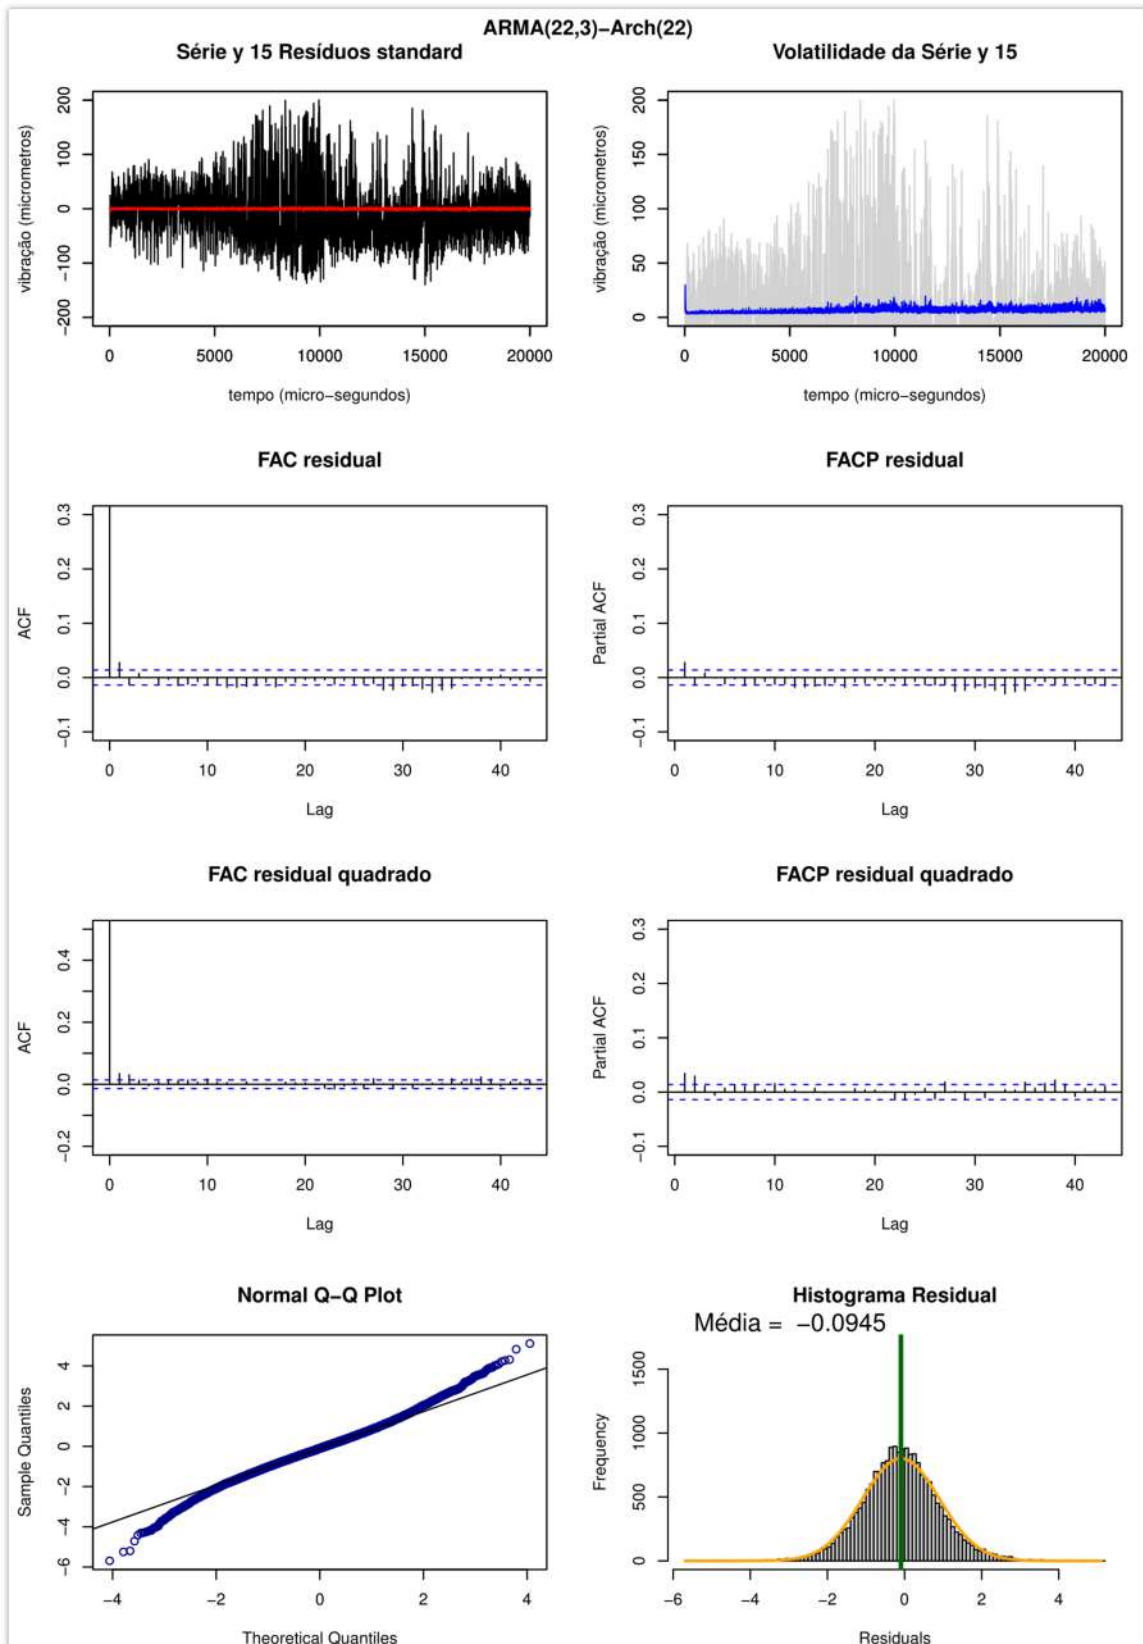 ARMA(22,3)−Arch(22)
Série y 15 Resíduos standard
vibração (micrometros)
200
100
0
−100
−200
0 5000 10000 15000 20000
tempo (micro−segundos)
Volatilidade da Série y 15
vibração (micrometros)
200
150
100
50
0
0 5000 10000 15000 20000
tempo (micro−segundos)
FAC residual
ACF
0.3
0.2
0.1
0.0
−0.1
0 10 20 30 40
Lag
FACP residual
Partial ACF
0.3
0.2
0.1
0.0
−0.1
0 10 20 30 40
Lag
FAC residual quadrado
ACF
0.4
0.2
0.0
−0.2
0 10 20 30 40
Lag
FACP residual quadrado
Partial ACF
0.3
0.2
0.1
0.0
−0.1
0 10 20 30 40
Lag
Normal Q−Q Plot
Sample Quantiles
4
2
0
−2
−4
−6
−4 −2 0 2 4
Theoretical Quantiles
Histograma Residual
Média = −0.0945
Frequency
1500
1000
500
0
−6 −4 −2 0 2 4
Residuals